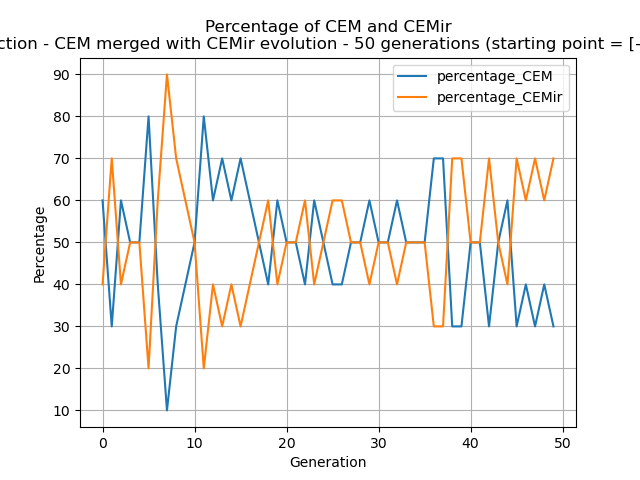 Percentage of CEM and CEMir
ction - CEM merged with CEMir evolution - 50 generations (starting point = [-
90
80
70
60
50
40
30
20
10
Percentage
percentage_CEM
percentage_CEMir
0 10 20 30 40 50
Generation